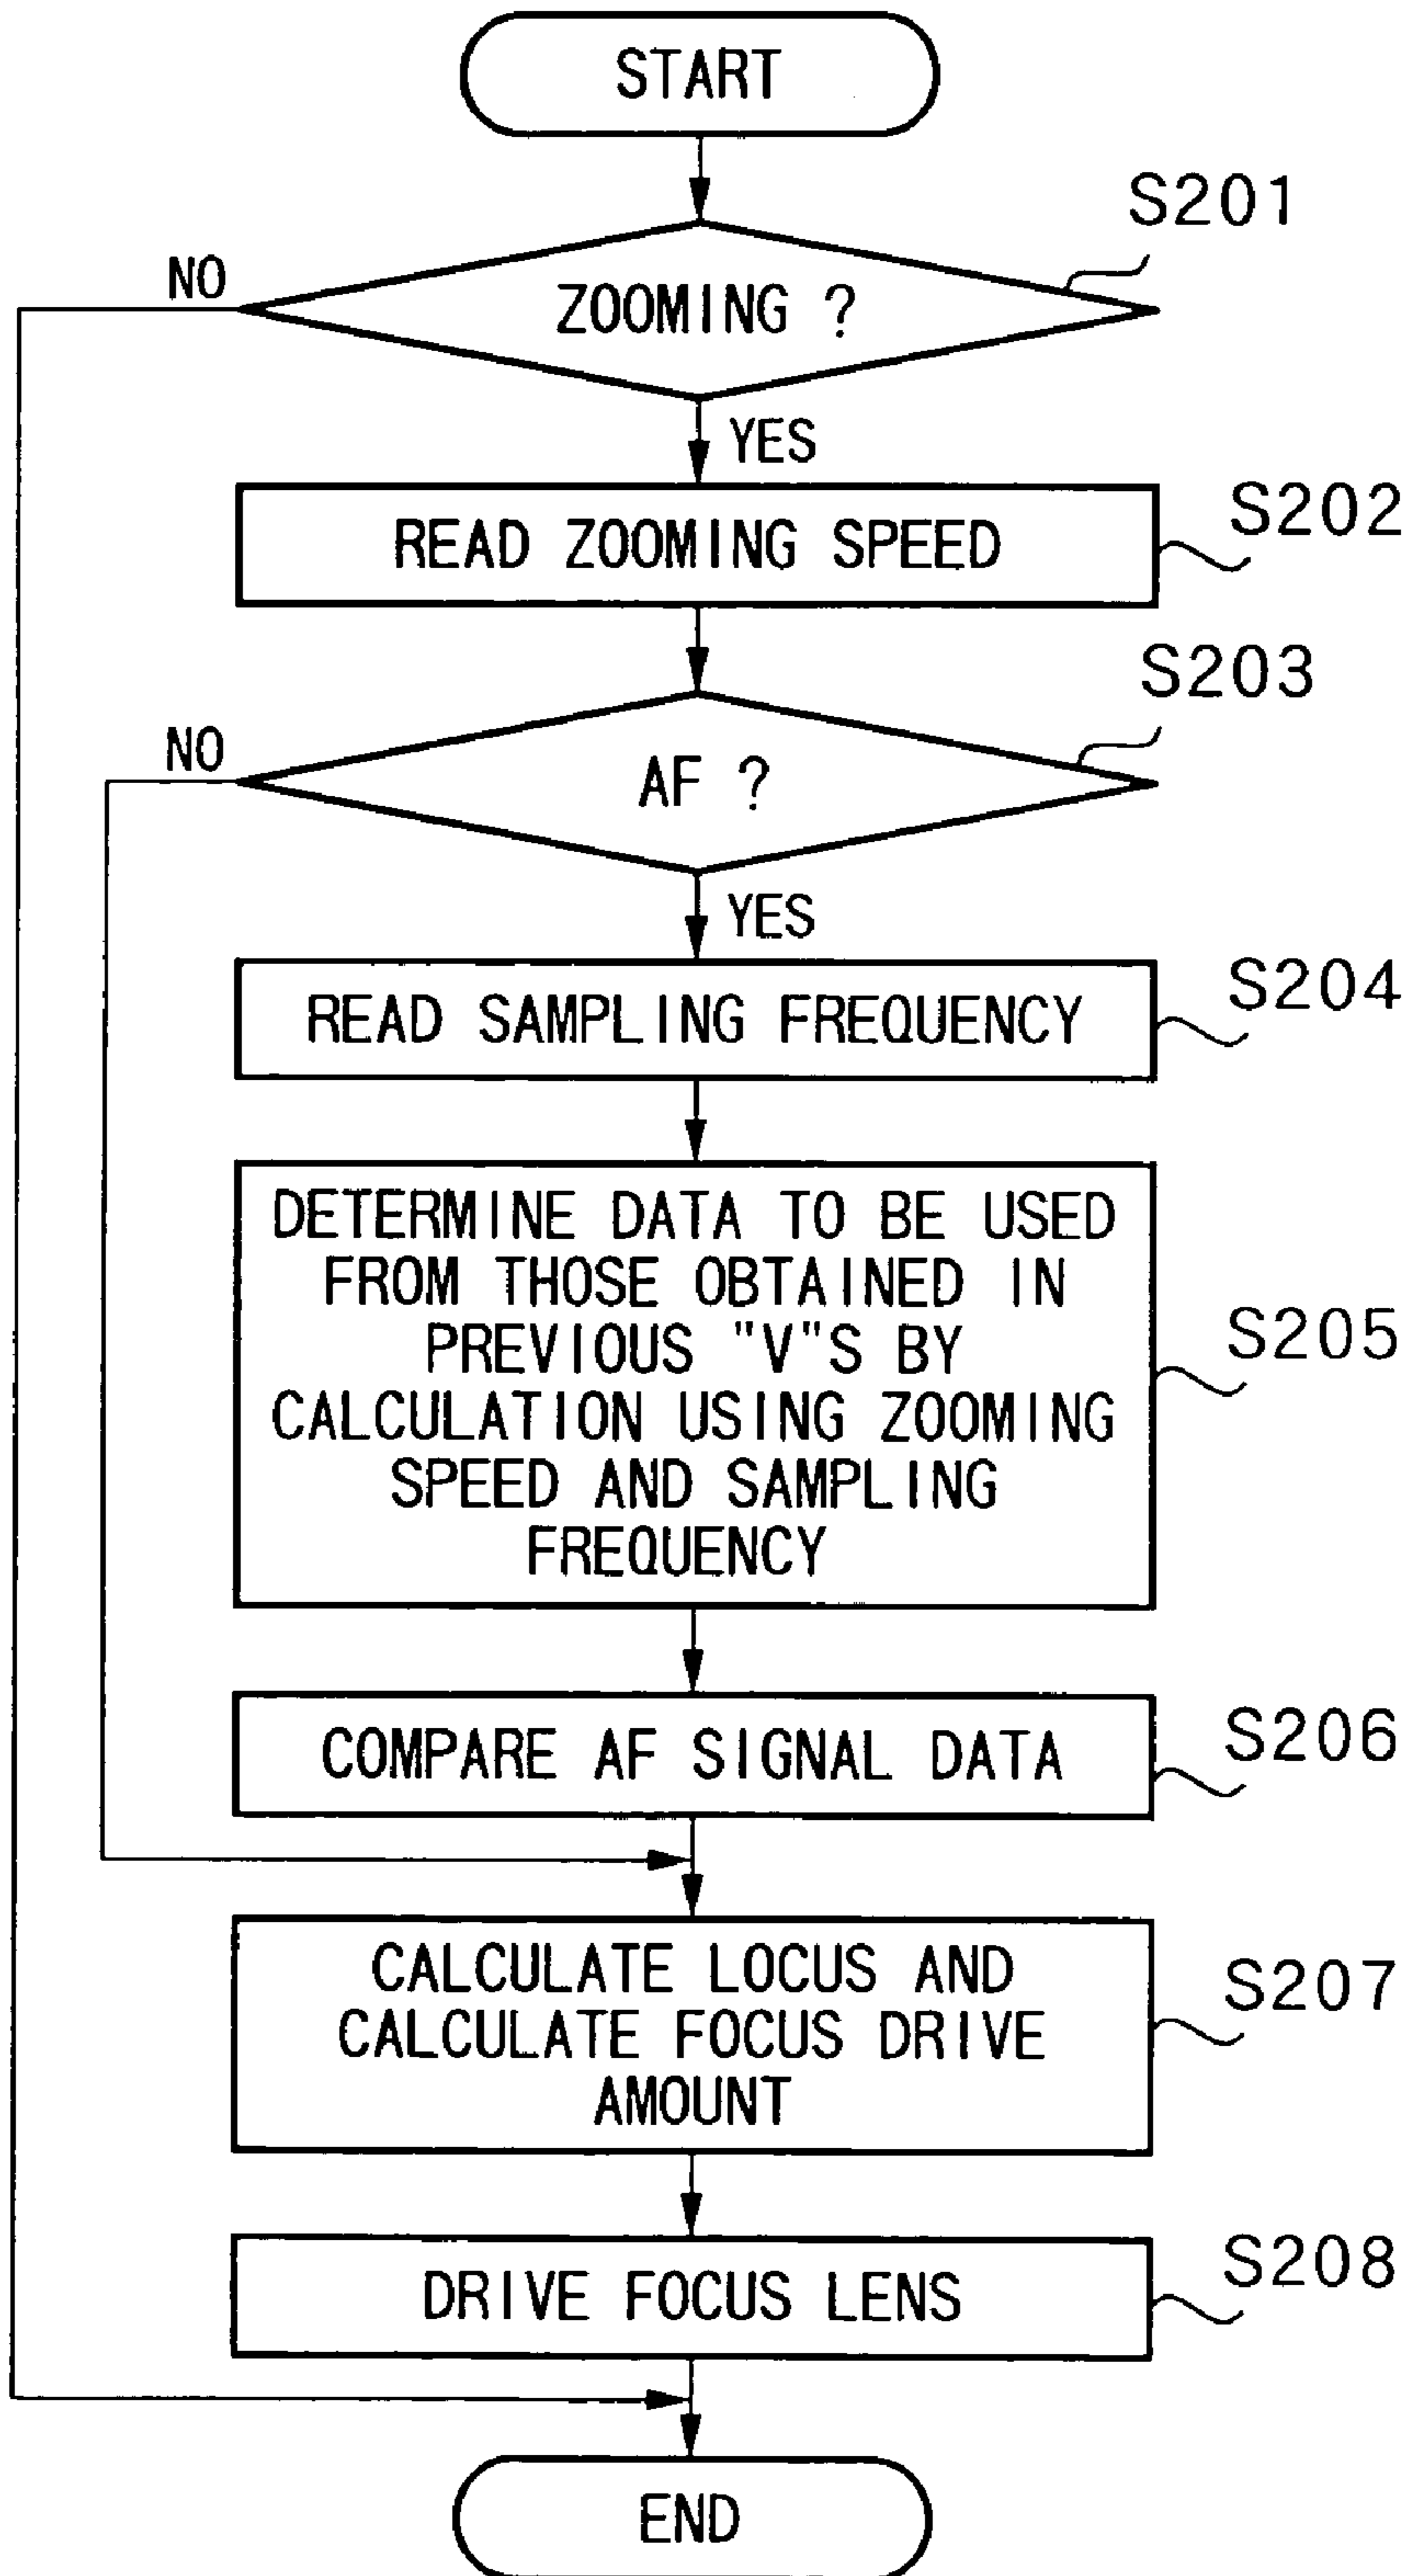 START
S201
NO
ZOOMING ?
YES
S202
READ ZOOMING SPEED
S203
NO
AF ?
YES
S204
READ SAMPLING FREQUENCY
DETERMINE DATA TO BE USED
FROM THOSE OBTAINED IN
PREVIOUS "V"S BY
CALCULATION USING ZOOMING
SPEED AND SAMPLING
FREQUENCY
S205
COMPARE AF SIGNAL DATA
S206
CALCULATE LOCUS AND
CALCULATE FOCUS DRIVE
AMOUNT
S207
DRIVE FOCUS LENS
S208
END